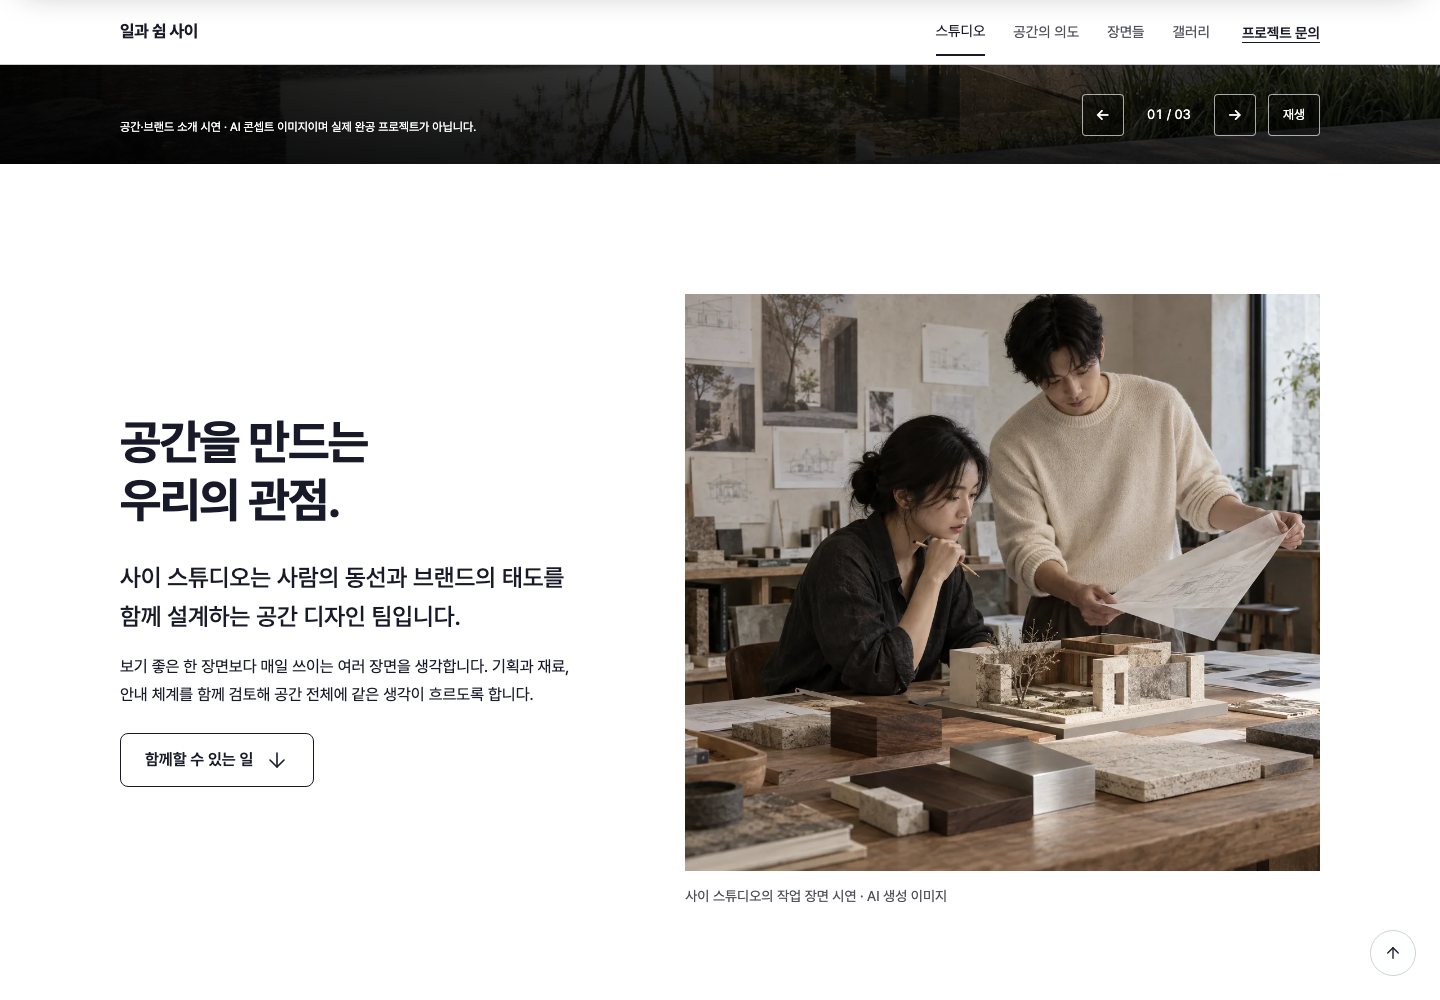 일과 쉼 사이
스튜디오
공간의 의도
장면들
갤러리
프로젝트 문의
공간·브랜드 소개 시연 · AI 콘셉트 이미지이며 실제 완공 프로젝트가 아닙니다.
01 / 03
재생
공간을 만드는
우리의 관점.
사이 스튜디오는 사람의 동선과 브랜드의 태도를
함께 설계하는 공간 디자인 팀입니다.
보기 좋은 한 장면보다 매일 쓰이는 여러 장면을 생각합니다. 기획과 재료,
안내 체계를 함께 검토해 공간 전체에 같은 생각이 흐르도록 합니다.
함께할 수 있는 일
사이 스튜디오의 작업 장면 시연 · AI 생성 이미지